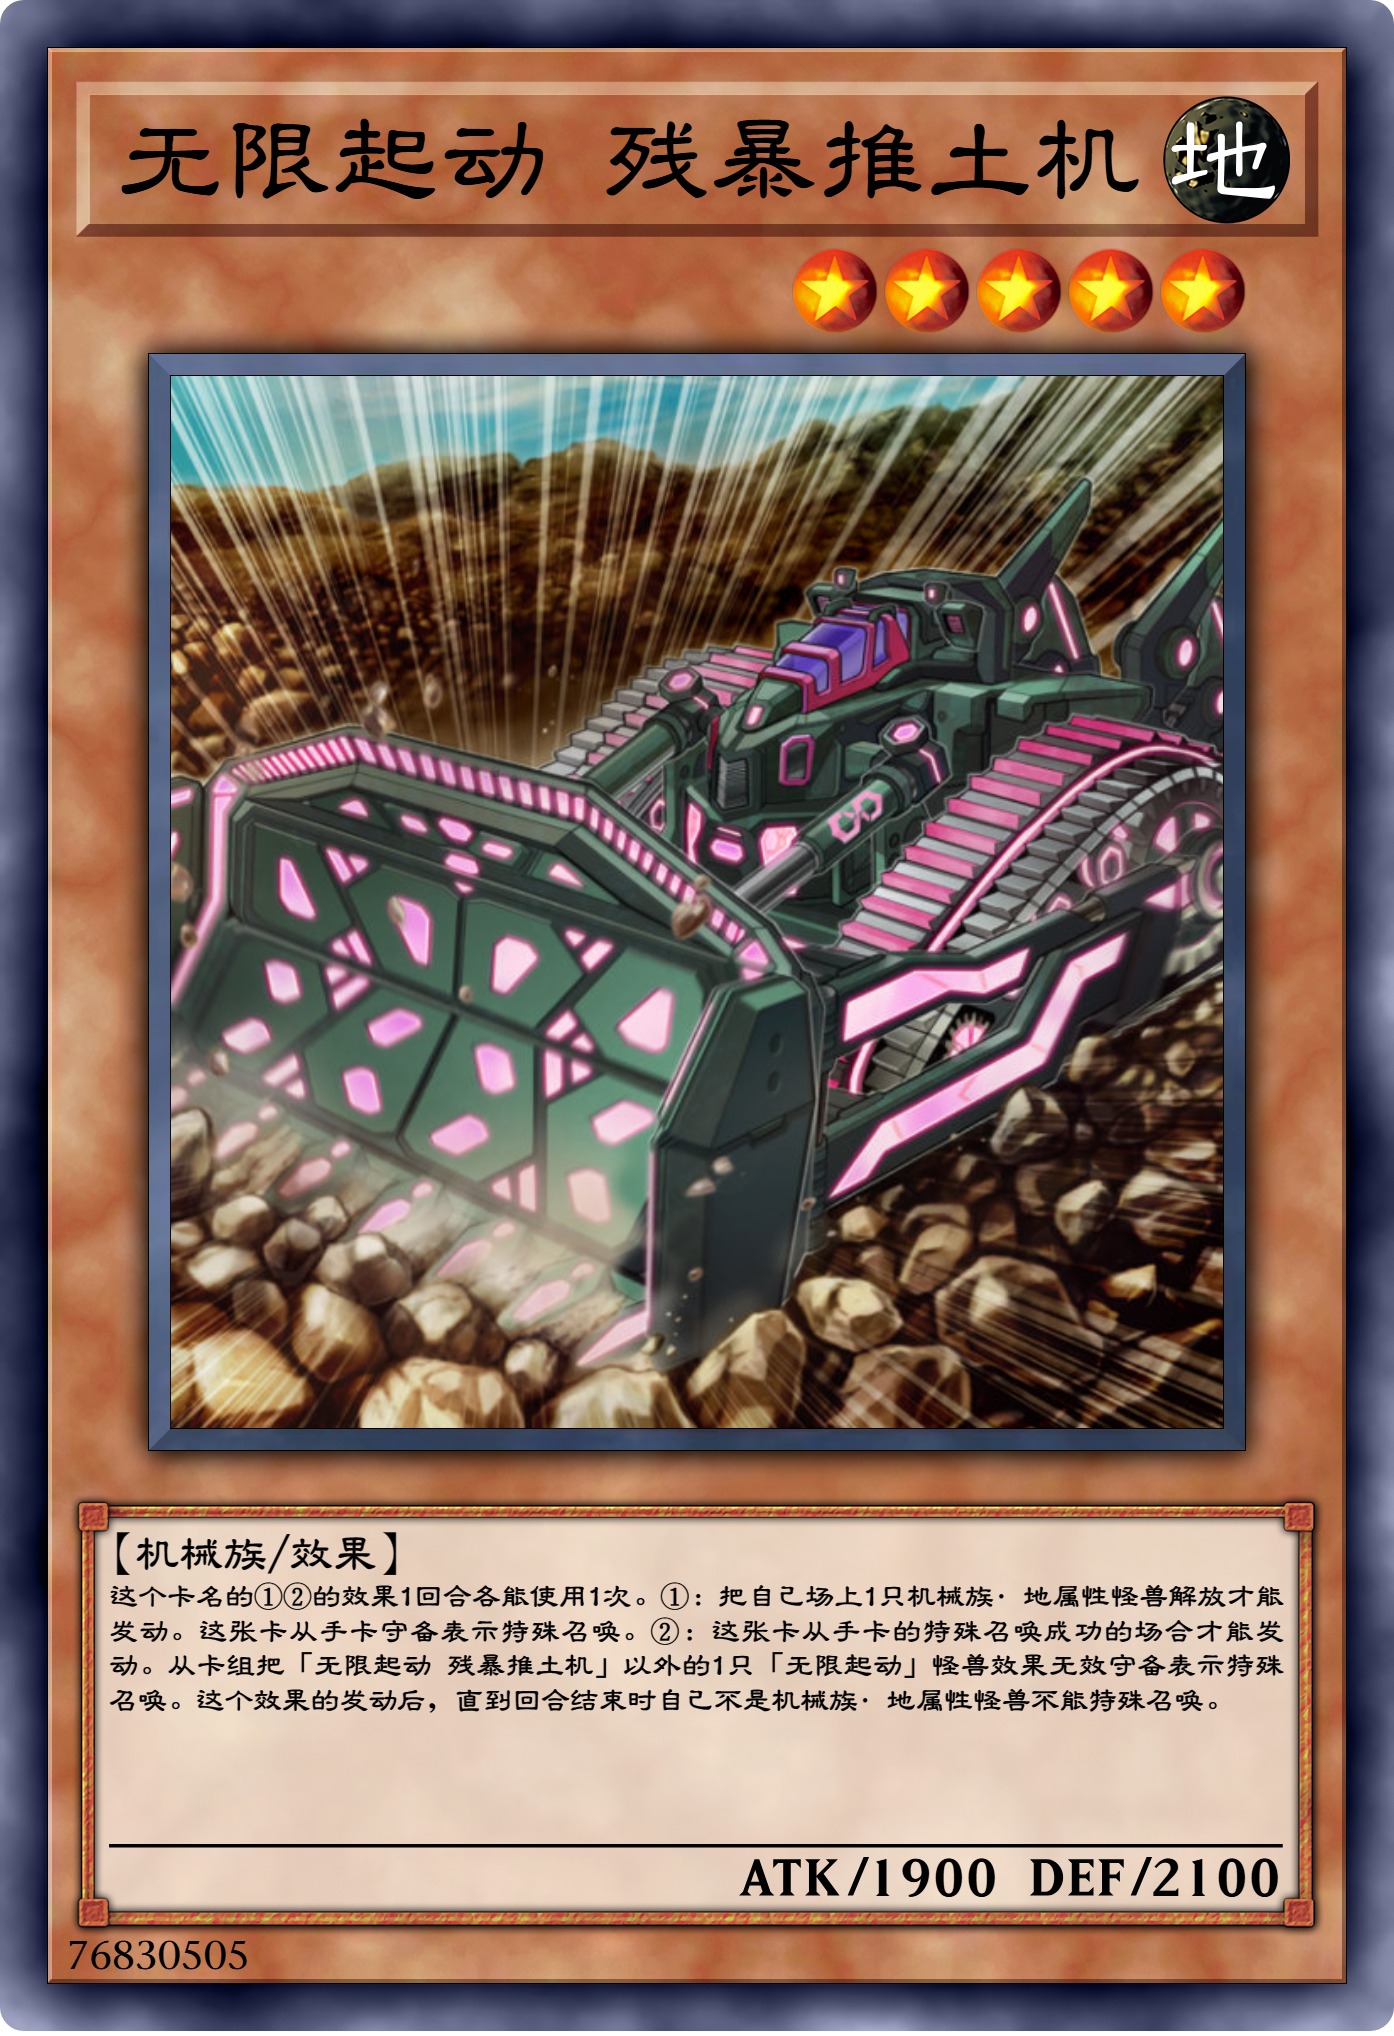 无限起动 残暴推土机 地
【机械族/效果】
这个卡名的①②的效果1回合各能使用1次。①：把自己场上1只机械族·地属性怪兽解放才能
发动。这张卡从手卡守备表示特殊召唤。②：这张卡从手卡的特殊召唤成功的场合才能发
动。从卡组把「无限起动 残暴推土机」以外的1只「无限起动」怪兽效果无效守备表示特殊
召唤。这个效果的发动后，直到回合结束时自己不是机械族·地属性怪兽不能特殊召唤。
ATK/1900 DEF/2100
76830505